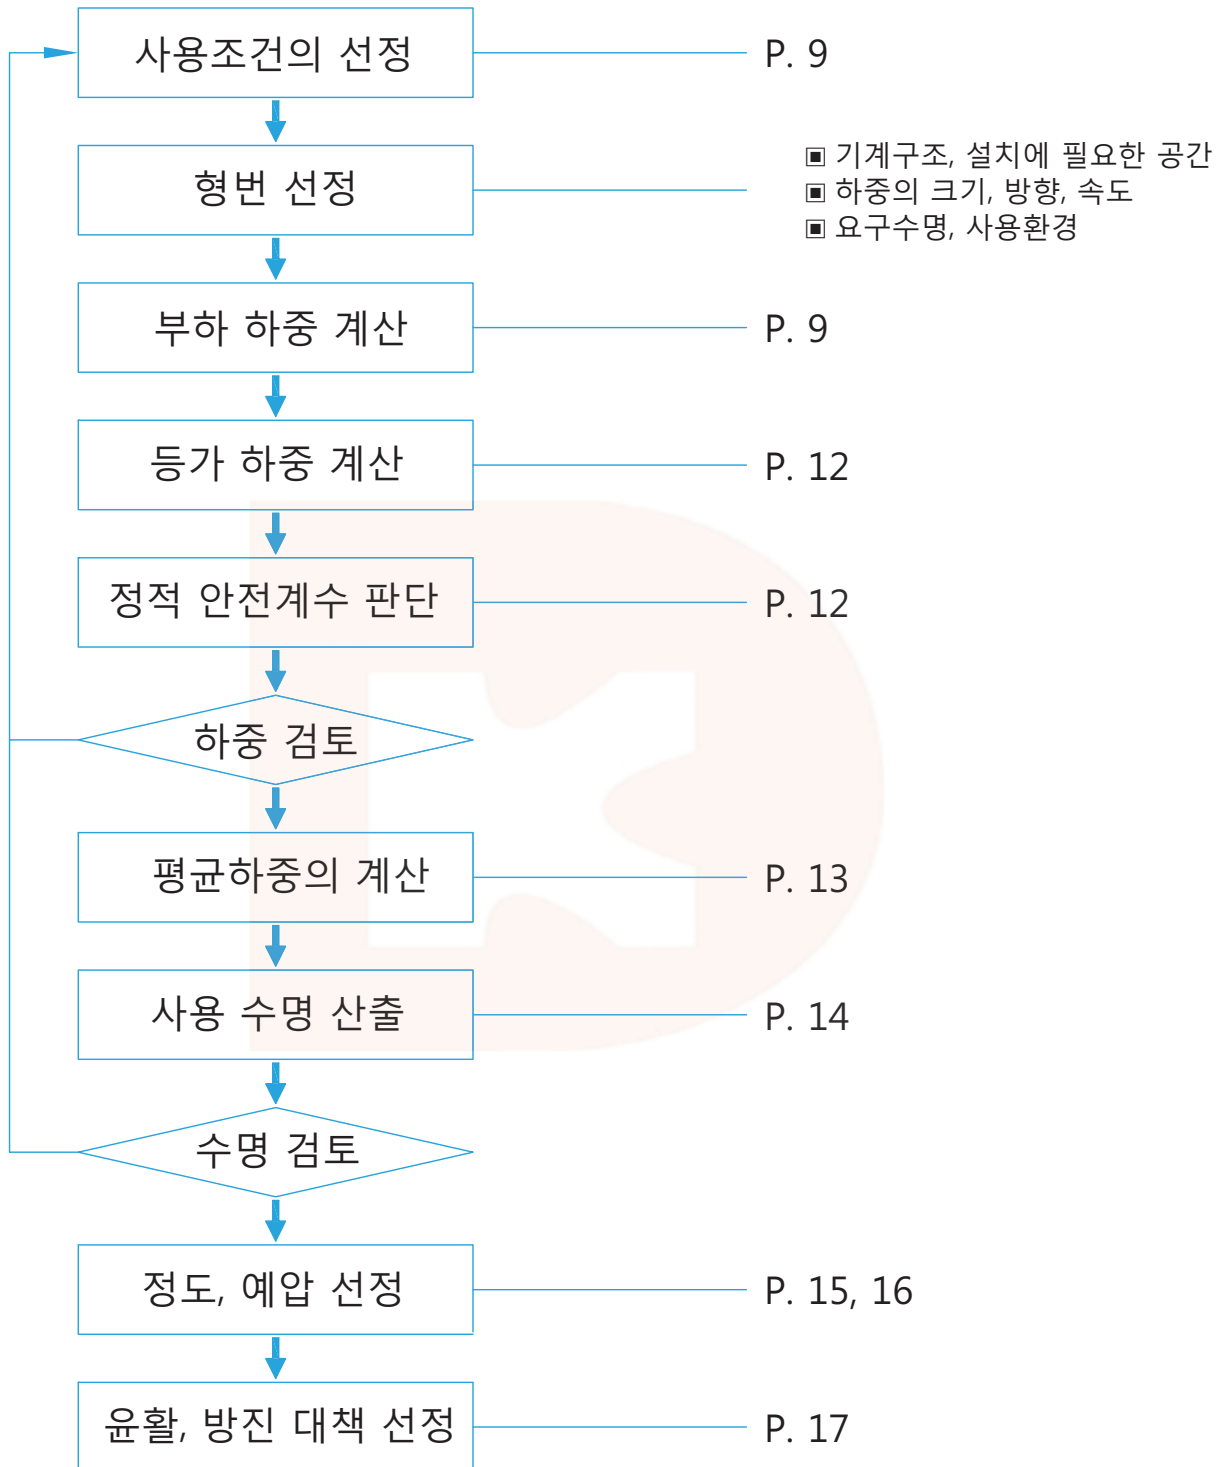 사용조건의 선정
P. 9
형번 선정
▣ 기계구조, 설치에 필요한 공간
▣ 하중의 크기, 방향, 속도
▣ 요구수명, 사용환경
부하 하중 계산
P. 9
등가 하중 계산
P. 12
정적 안전계수 판단
P. 12
하중 검토
평균하중의 계산
P. 13
사용 수명 산출
P. 14
수명 검토
정도, 예압 선정
P. 15, 16
윤활, 방진 대책 선정
P. 17